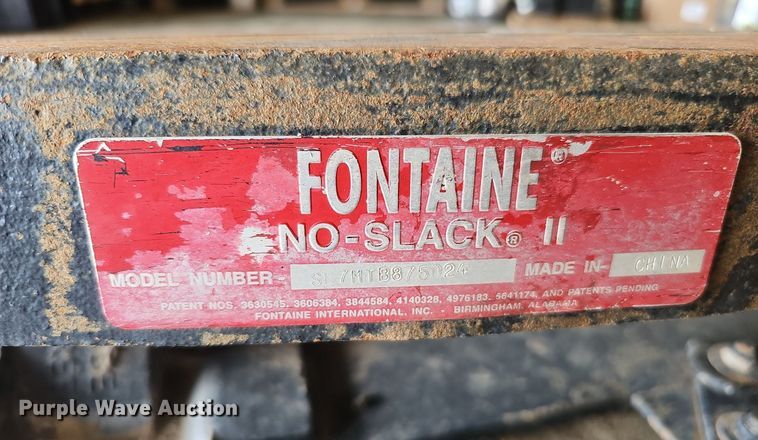 FONTAINE®
NO-SLACK® II
MODEL NUMBER- SL7MTB875024 MADE IN- CHINA
PATENT NOS. 3630545, 3606384, 3844584, 4140328, 4976183, 5641174, AND PATENTS PENDING
FONTAINE INTERNATIONAL, INC. - BIRMINGHAM, ALABAMA
Purple Wave Auction